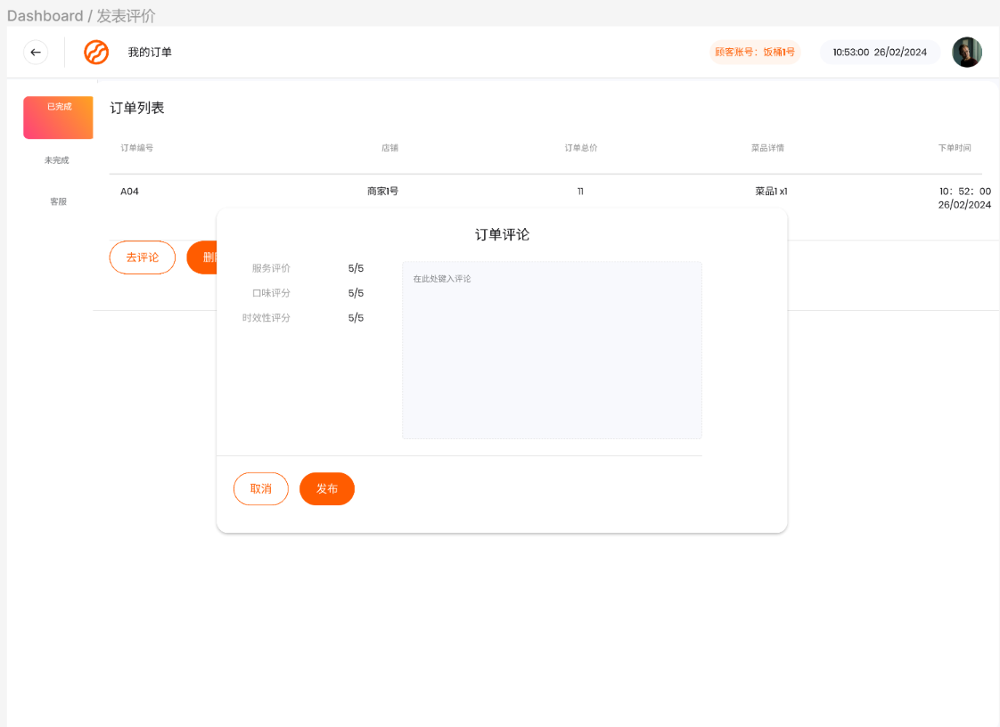 Dashboard / 发表评价
我的订单
顾客账号：饭桶1号
10:53:00 26/02/2024
已完成
未完成
客服
订单列表
订单编号 店铺 订单总价 菜品详情 下单时间
A04 商家1号 11 菜品1 x1 10：52：00
26/02/2024
去评论
订单评论
服务评价 5/5
口味评分 5/5
时效性评分 5/5
在此处键入评论
取消 发布